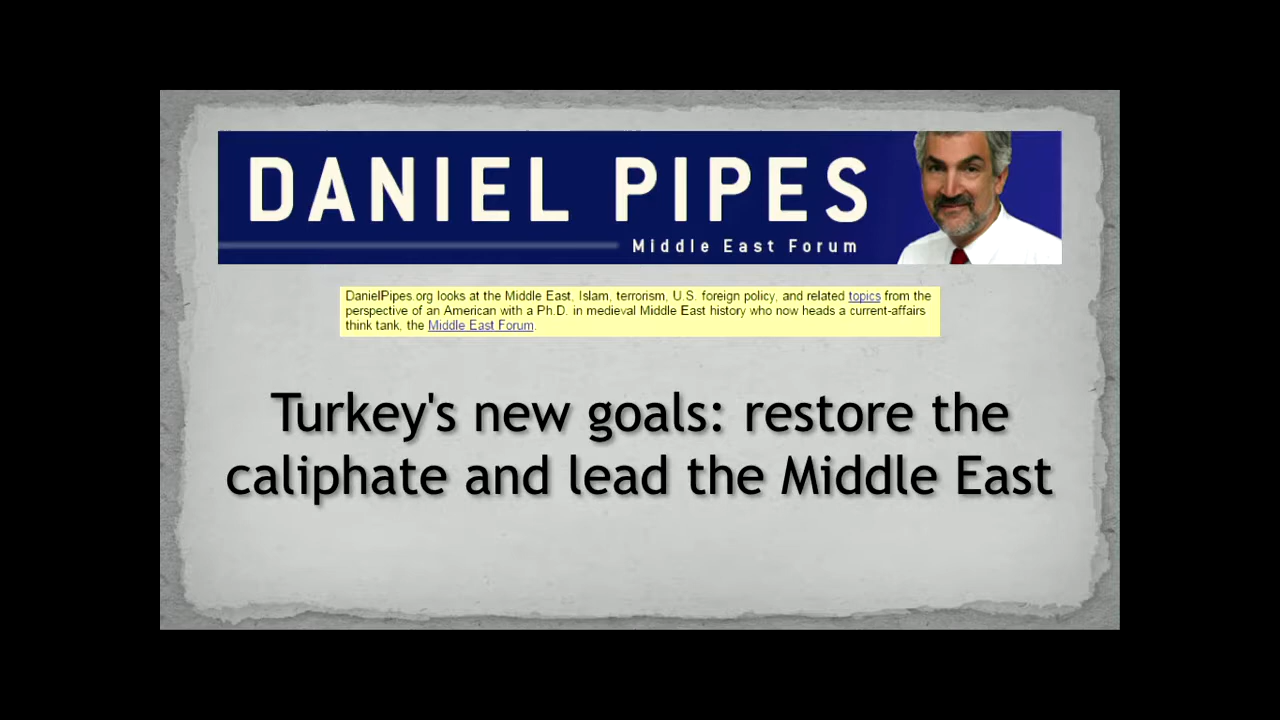 DANIEL PIPES
Middle East Forum
DanielPipes.org looks at the Middle East, Islam, terrorism, U.S. foreign policy, and related topics from the
perspective of an American with a Ph.D. in medieval Middle East history who now heads a current-affairs
think tank, the Middle East Forum.
Turkey's new goals: restore the
caliphate and lead the Middle East